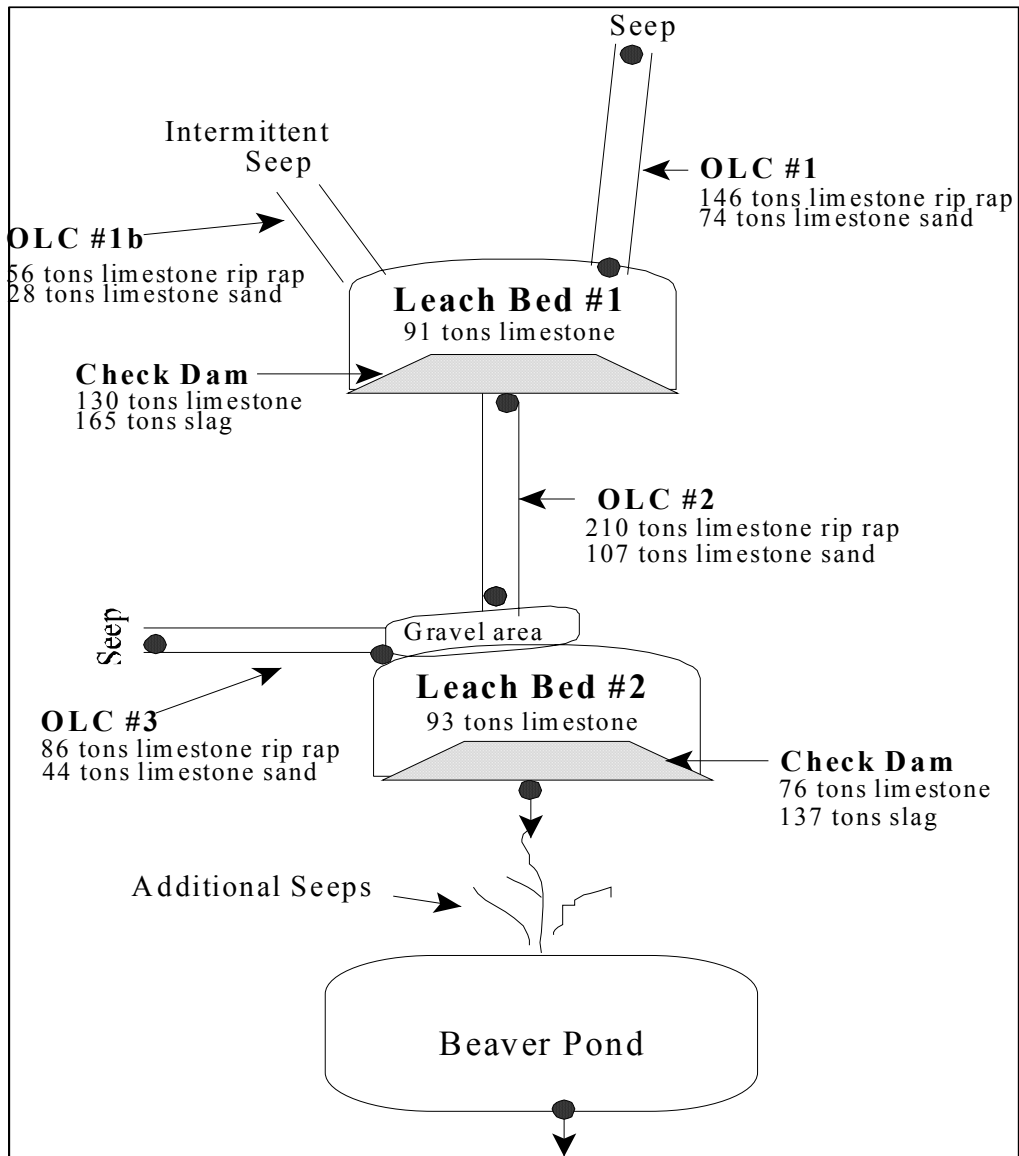 Seep
Intermittent
Seep
OLC #1
146 tons limestone rip rap
74 tons limestone sand
OLC #1b
56 tons limestone rip rap
28 tons limestone sand
Leach Bed #1
91 tons limestone
Check Dam
130 tons limestone
165 tons slag
OLC #2
210 tons limestone rip rap
107 tons limestone sand
Seep
Gravel area
Leach Bed #2
93 tons limestone
OLC #3
86 tons limestone rip rap
44 tons limestone sand
Check Dam
76 tons limestone
137 tons slag
Additional Seeps
Beaver Pond